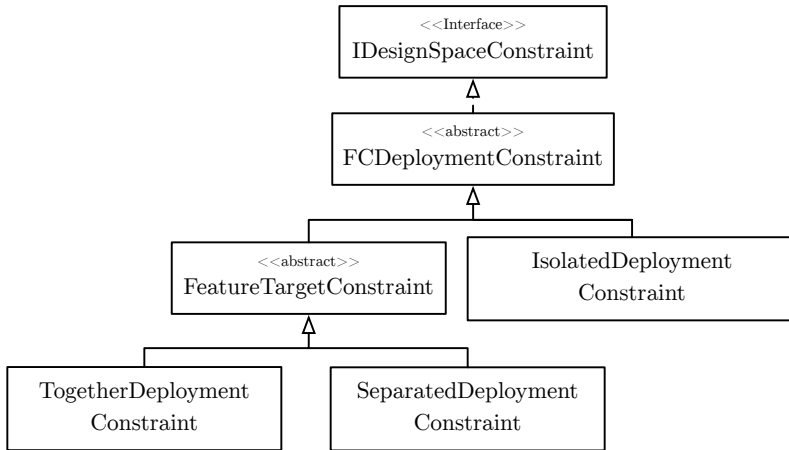 <<Interface>>
IDesignSpaceConstraint
<<abstract>>
FCDeploymentConstraint
<<abstract>>
FeatureTargetConstraint
IsolatedDeployment
Constraint
TogetherDeployment
Constraint
SeparatedDeployment
Constraint